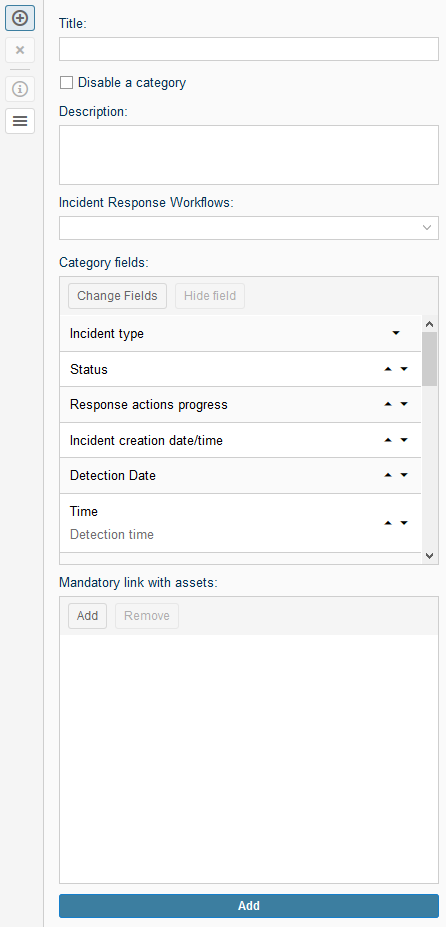 Title:
Disable a category
Description:
Incident Response Workflows:
Category fields:
Change Fields Hide field
Incident type
Status
Response actions progress
Incident creation date/time
Detection Date
Time
Detection time
Mandatory link with assets:
Add Remove
Add